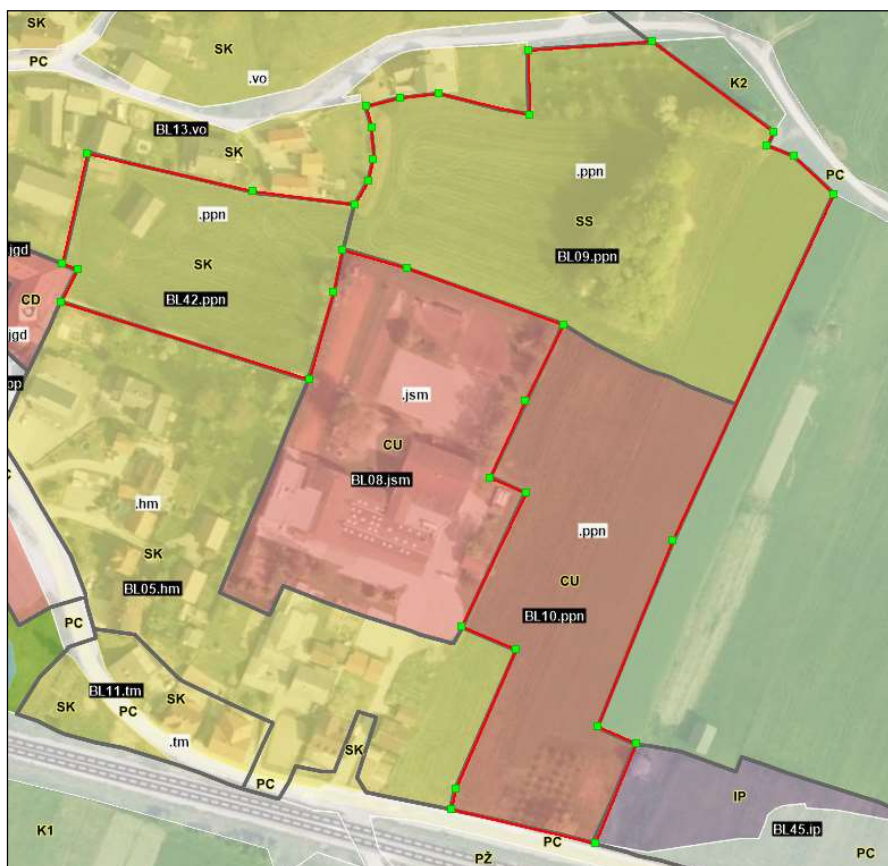 SK
SK
PC
.vo
K2
BL13.vo
SK
.ppn
PC
.ppn
SS
jgd
SK
BL09.ppn
CD
BL42.ppn
jgd
pp
.jsm
CU
BL08.jsm
.hm
.ppn
SK
CU
BL05.hm
BL10.ppn
PC
BL11.tm
SK
SK
PC
.tm
SK
PC
IP
K1
BL45.ip
PC
PC
PŽ